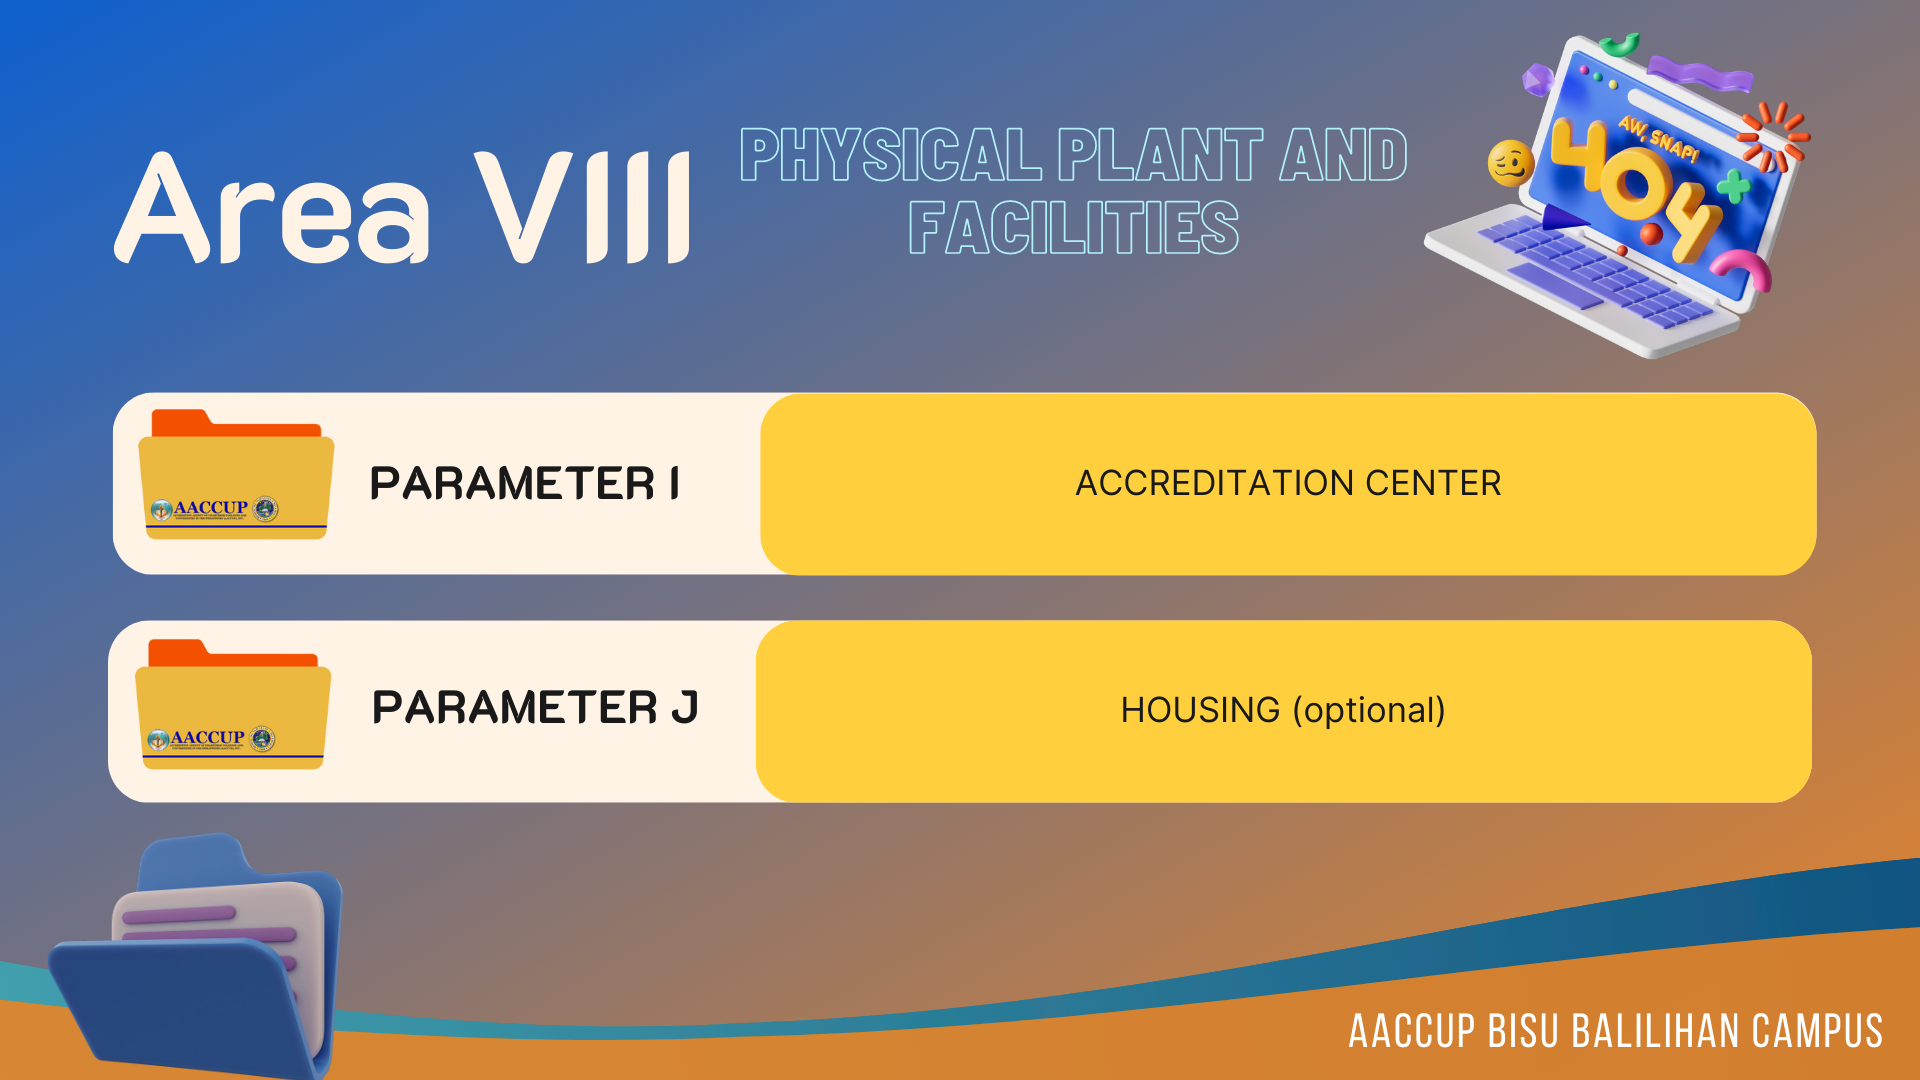 Area VIII
PHYSICAL PLANT AND
FACILITIES
AW, SNAP!
404
AACCUP
PARAMETER I
ACCREDITATION CENTER
AACCUP
PARAMETER J
HOUSING (optional)
AACCUP BISU BALILIHAN CAMPUS